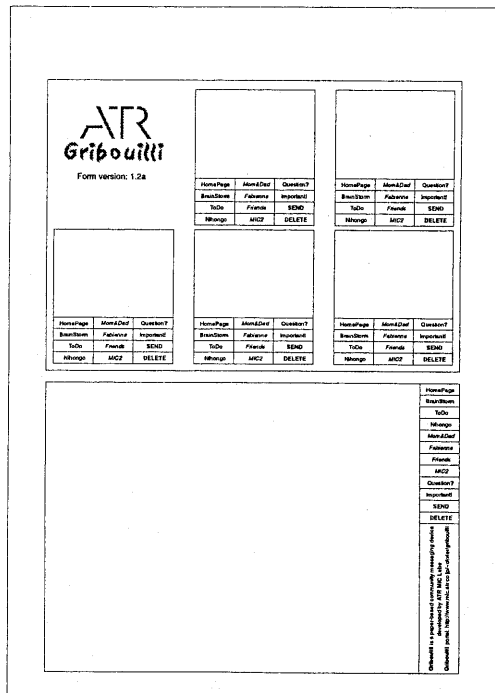 ATR
Gribouilli
Form version: 1.2a
HomePage Mom&Dad Question?
BrainStorm Fabienne Important!
ToDo Friends SEND
Nihongo MIC2 DELETE
HomePage Mom&Dad Question?
BrainStorm Fabienne Important!
ToDo Friends SEND
Nihongo MIC2 DELETE
HomePage Mom&Dad Question?
BrainStorm Fabienne Important!
ToDo Friends SEND
Nihongo MIC2 DELETE
HomePage Mom&Dad Question?
BrainStorm Fabienne Important!
ToDo Friends SEND
Nihongo MIC2 DELETE
HomePage Mom&Dad Question?
BrainStorm Fabienne Important!
ToDo Friends SEND
Nihongo MIC2 DELETE
HomePage
BrainStorm
ToDo
Nihongo
Mom&Dad
Fabienne
Friends
MIC2
Question?
Important!
SEND
DELETE
Gribouilli is a paper-based community messaging device
developed by ATR MIC Labs
Gribouilli portal: